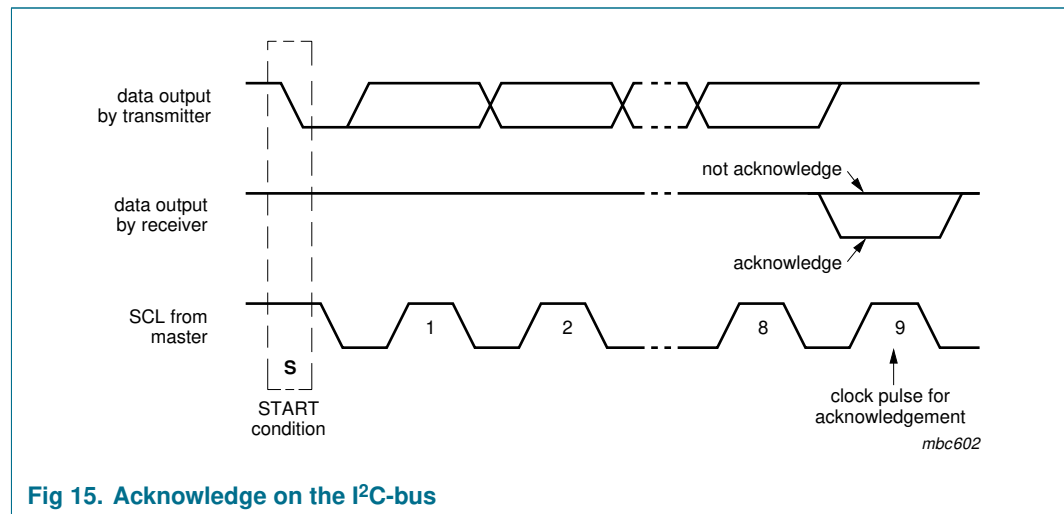 data output
by transmitter
not acknowledge
data output
by receiver
acknowledge
SCL from
master
1
2
8
9
S
START
condition
clock pulse for
acknowledgement
mbc602
Fig 15. Acknowledge on the I²C-bus